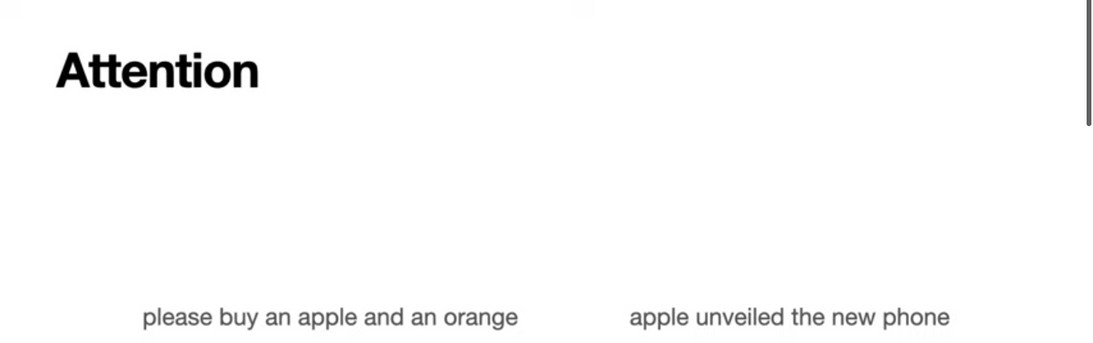 Attention
please buy an apple and an orange
apple unveiled the new phone